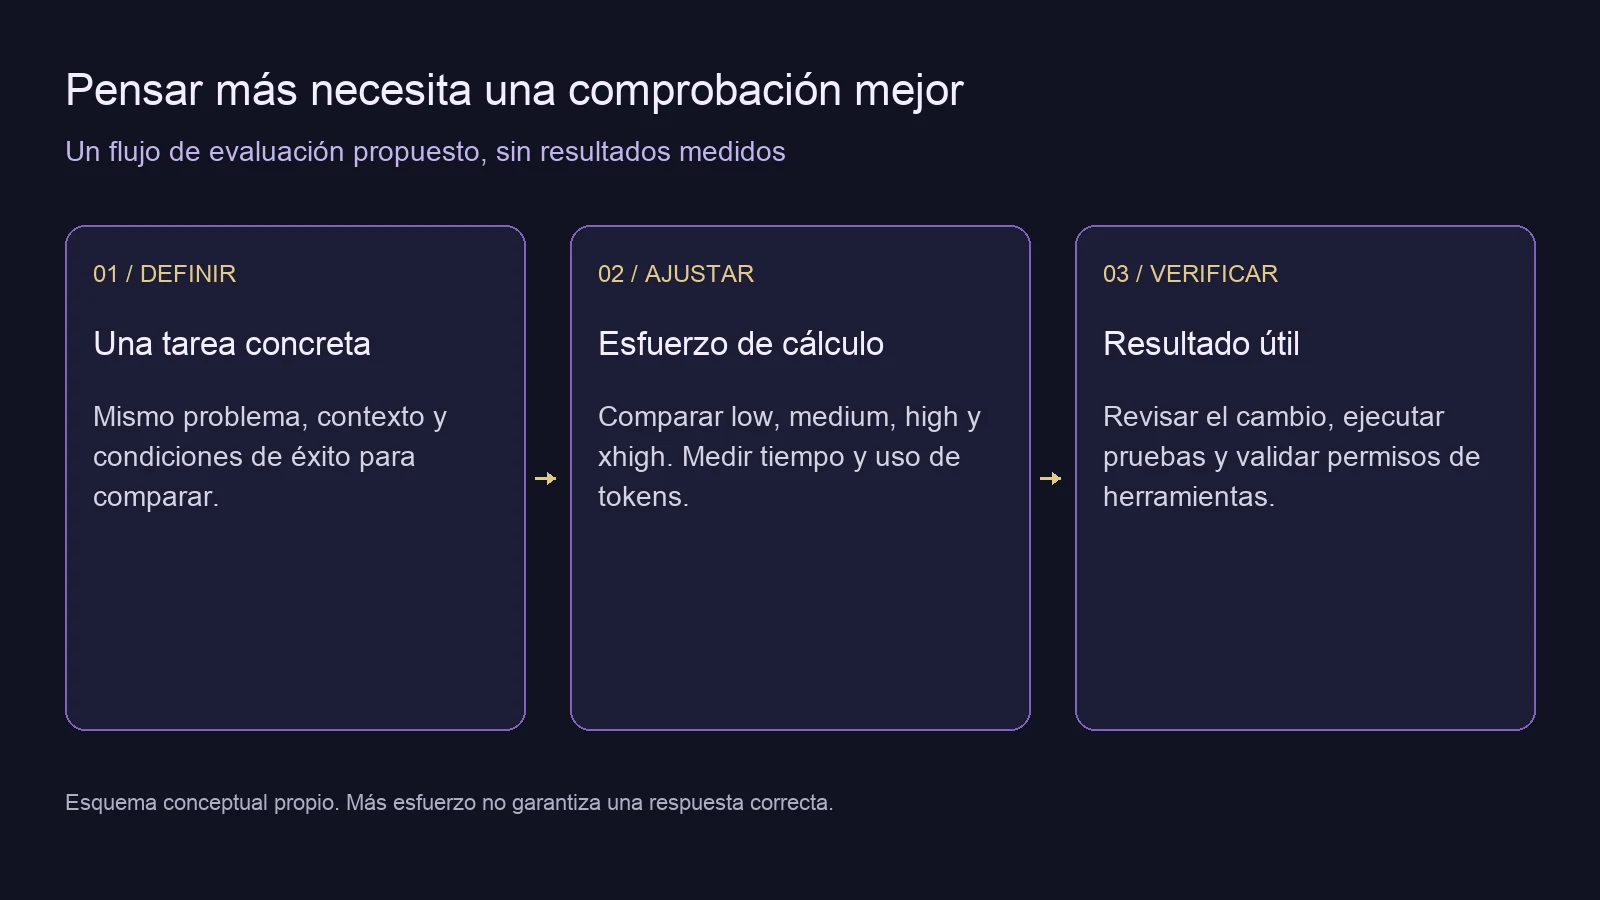 Pensar más necesita una comprobación mejor
Un flujo de evaluación propuesto, sin resultados medidos
01 / DEFINIR
Una tarea concreta
Mismo problema, contexto y
condiciones de éxito para
comparar.
02 / AJUSTAR
Esfuerzo de cálculo
Comparar low, medium, high y
xhigh. Medir tiempo y uso de
tokens.
03 / VERIFICAR
Resultado útil
Revisar el cambio, ejecutar
pruebas y validar permisos de
herramientas.
Esquema conceptual propio. Más esfuerzo no garantiza una respuesta correcta.